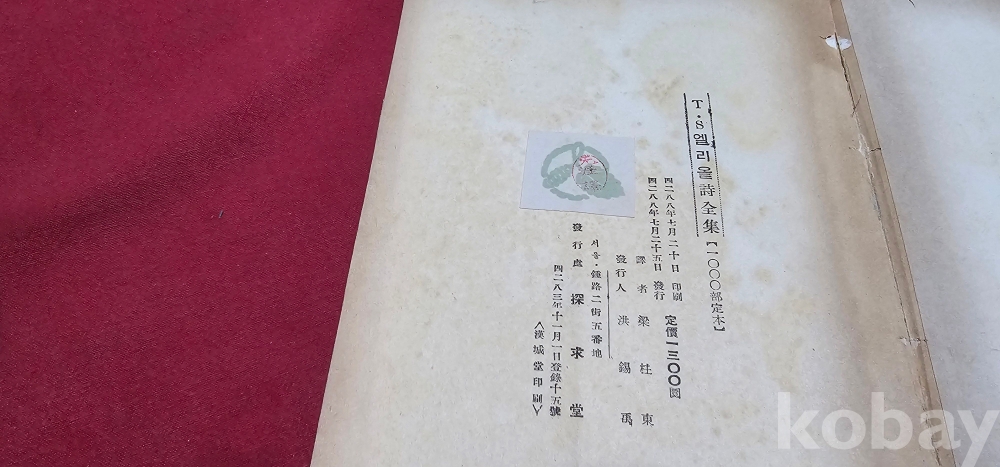 T·S엘리옽詩全集【一〇〇〇部定本】
四二八八年七月二十日 印刷
四二八八年七月二十五日 發行
定價一三〇〇圜
譯者 梁柱東
發行人 洪錫禹
서울·鍾路二街五番地
發行處 探求堂
四二八三年十一月一日登錄十五號
<漢城堂印刷>
kobay